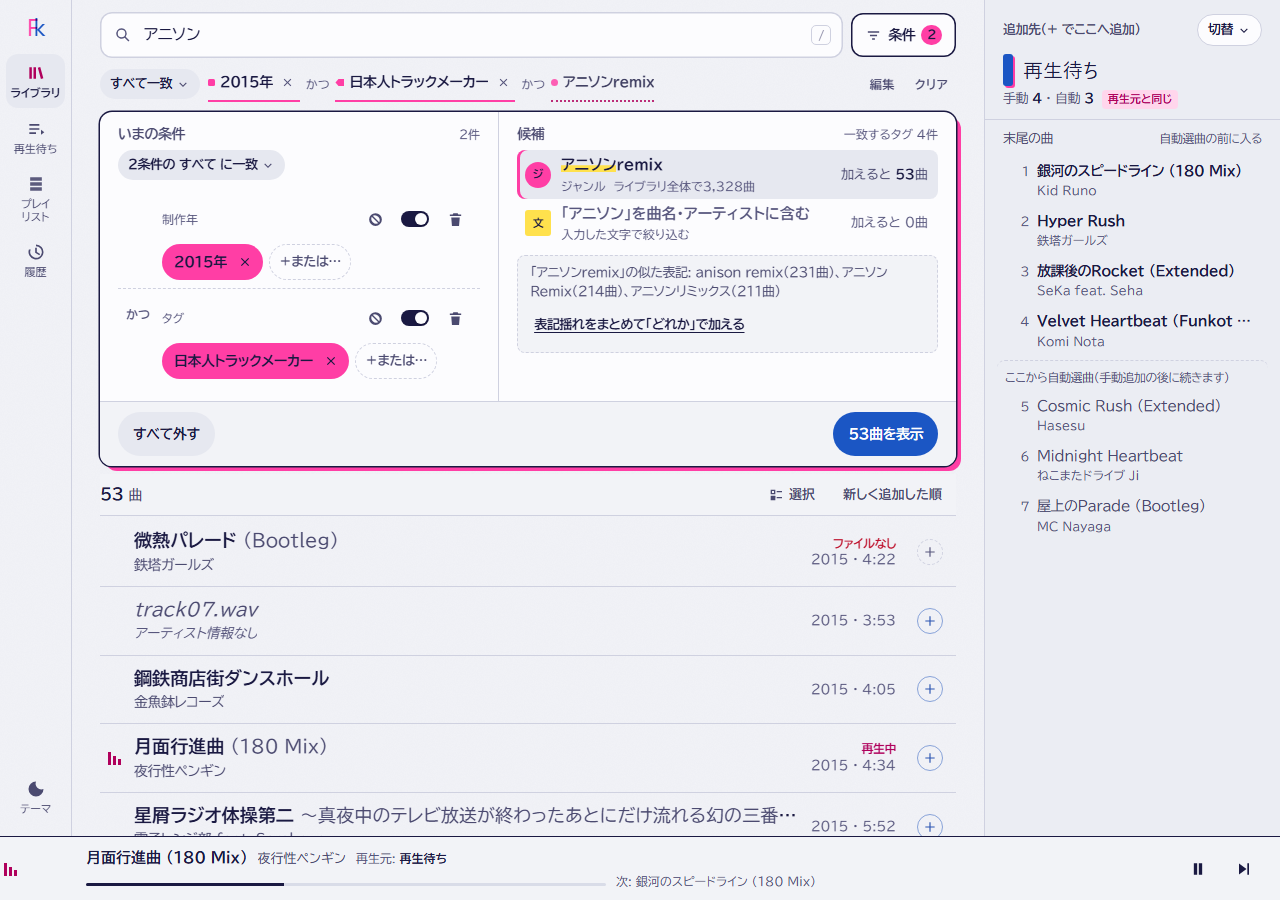 Fk
ライブラリ
再生待ち
プレイ
リスト
履歴
テーマ
アニソン
/
条件 2
すべて一致
2015年 ×
かつ
日本人トラックメーカー ×
かつ
アニソンremix
編集
クリア
いまの条件
2件
2条件の すべて に一致
制作年
2015年 ×
+または…
かつ
タグ
日本人トラックメーカー ×
+または…
候補
一致するタグ 4件
ジ
アニソンremix
ジャンル ライブラリ全体で3,328曲
加えると 53曲
文
「アニソン」を曲名・アーティストに含む
入力した文字で絞り込む
加えると 0曲
「アニソンremix」の似た表記: anison remix(231曲)、アニソン
Remix(214曲)、アニソンリミックス(211曲)
表記揺れをまとめて「どれか」で加える
すべて外す
53曲を表示
53 曲
選択
新しく追加した順
微熱パレード (Bootleg)
鉄塔ガールズ
ファイルなし
2015・4:22
track07.wav
アーティスト情報なし
2015・3:53
鋼鉄商店街ダンスホール
金魚鉢レコーズ
2015・4:05
月面行進曲 (180 Mix)
夜行性ペンギン
再生中
2015・4:34
星屑ラジオ体操第二 〜真夜中のテレビ放送が終わったあとにだけ流れる幻の三番…
2015・5:52
追加先(+ でここへ追加)
切替
再生待ち
手動 4・自動 3 再生元と同じ
末尾の曲
自動選曲の前に入る
1 銀河のスピードライン (180 Mix)
Kid Runo
2 Hyper Rush
鉄塔ガールズ
3 放課後のRocket (Extended)
SeKa feat. Seha
4 Velvet Heartbeat (Funkot …
Komi Nota
ここから自動選曲(手動追加の後に続きます)
5 Cosmic Rush (Extended)
Hasesu
6 Midnight Heartbeat
ねこまたドライブ Ji
7 屋上のParade (Bootleg)
MC Nayaga
月面行進曲 (180 Mix) 夜行性ペンギン 再生元: 再生待ち
次: 銀河のスピードライン (180 Mix)